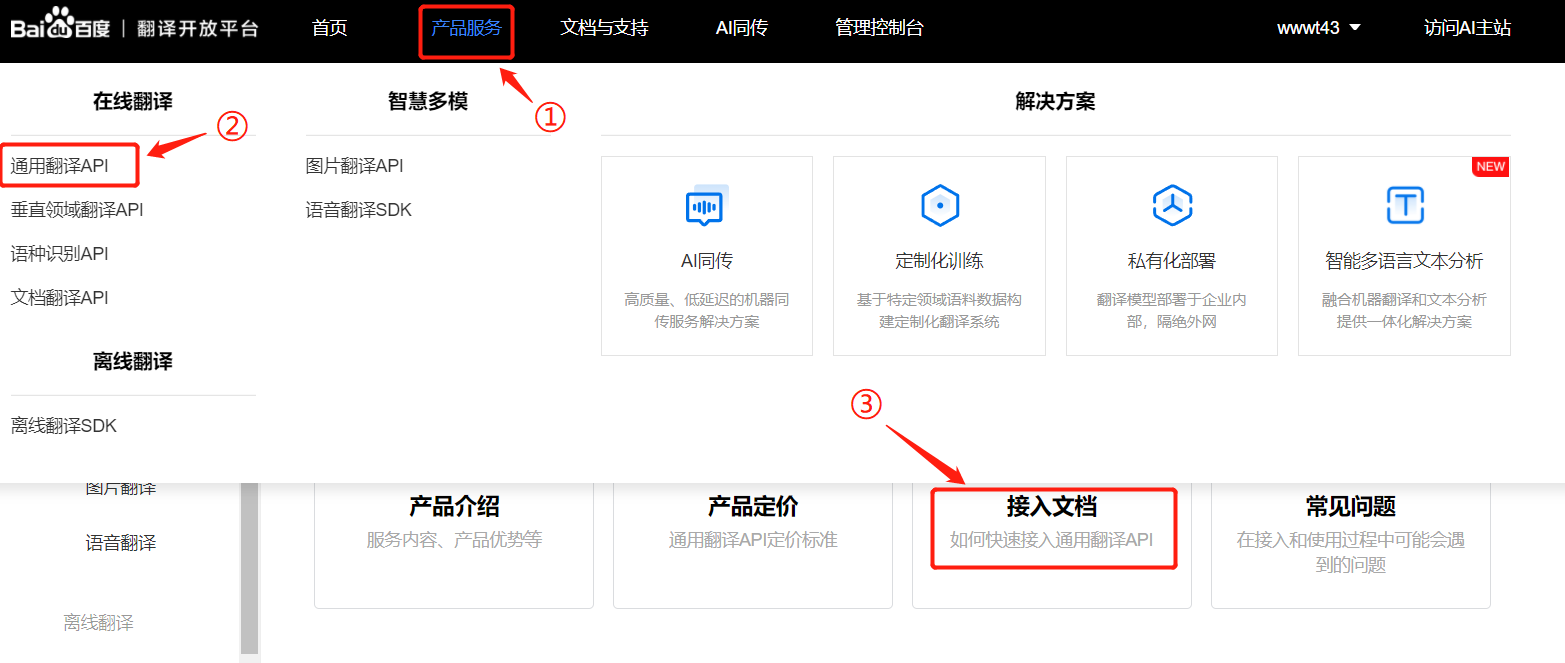 Bai du 百度 | 翻译开放平台 首页 产品服务 文档与支持 AI同传 管理控制台 wwwt43 访问AI主站
①
在线翻译
②
通用翻译API
垂直领域翻译API
语种识别API
文档翻译API
离线翻译
离线翻译SDK
智慧多模
图片翻译API
语音翻译SDK
解决方案
AI同传
高质量、低延迟的机器同
传服务解决方案
定制化训练
基于特定领域语料数据构
建定制化翻译系统
私有化部署
翻译模型部署于企业内
部，隔绝外网
NEW
智能多语言文本分析
融合机器翻译和文本分析
提供一体化解决方案
③
图片翻译
语音翻译
离线翻译
产品介绍
服务内容、产品优势等
产品定价
通用翻译API定价标准
接入文档
如何快速接入通用翻译API
常见问题
在接入和使用过程中可能会遇
到的问题